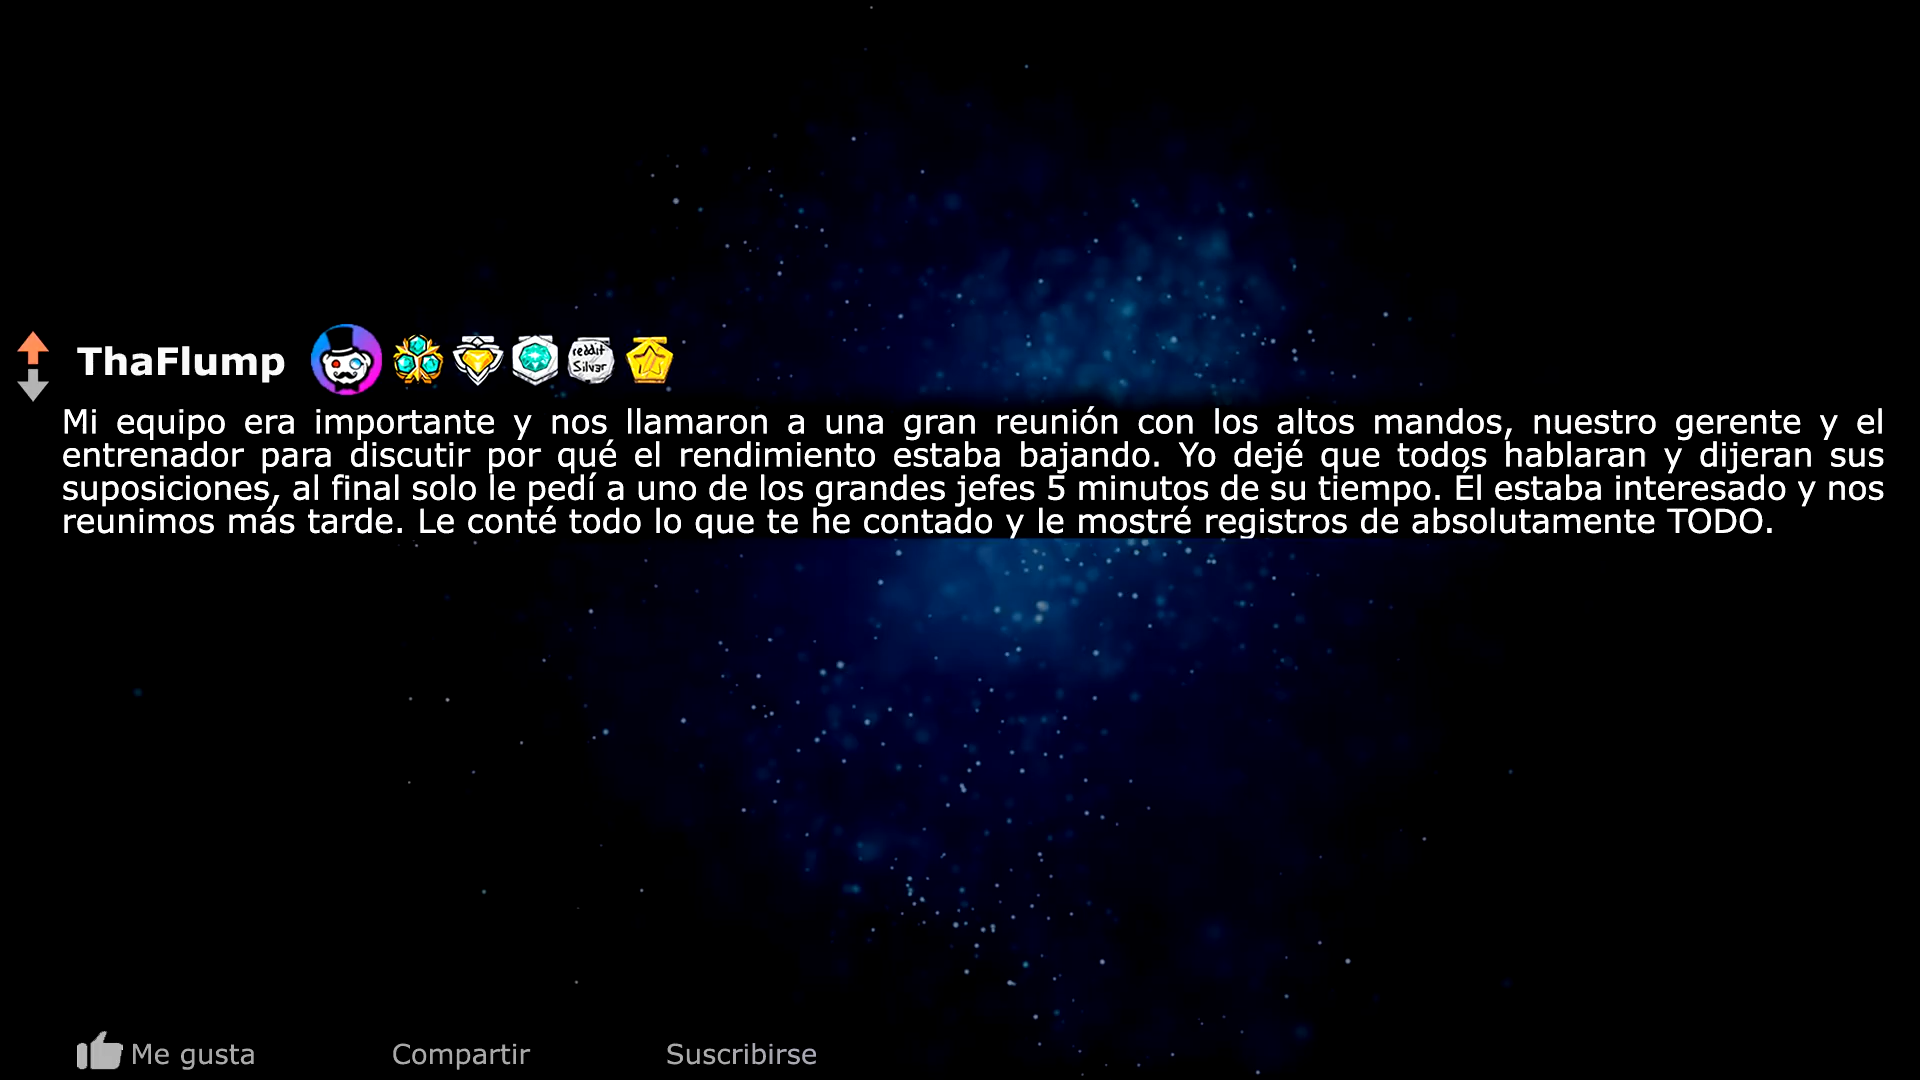 ThaFlump
reddit
Silver
Mi equipo era importante y nos llamaron a una gran reunión con los altos mandos, nuestro gerente y el
entrenador para discutir por qué el rendimiento estaba bajando. Yo dejé que todos hablaran y dijeran sus
suposiciones, al final solo le pedí a uno de los grandes jefes 5 minutos de su tiempo. Él estaba interesado y nos
reunimos más tarde. Le conté todo lo que te he contado y le mostré registros de absolutamente TODO.
Me gusta
Compartir
Suscribirse